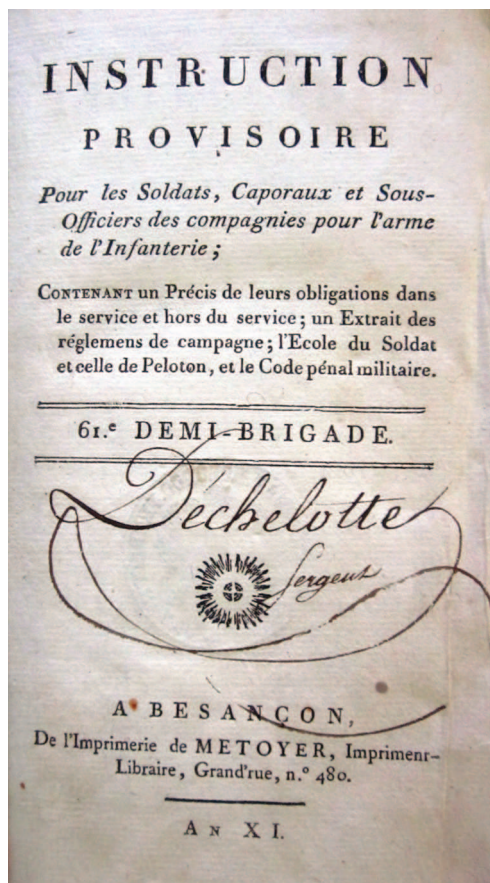 INSTRUCTION
PROVISOIRE
Pour les Soldats, Caporaux et Sous-
Officiers des compagnies pour l'arme
de l'Infanterie ;
CONTENANT un Précis de leurs obligations dans
le service et hors du service ; un Extrait des
réglemens de campagne ; l'Ecole du Soldat
et celle de Peloton, et le Code pénal militaire.
61.e DEMI-BRIGADE.
Dechelotte
Sergent
A BESANÇON,
De l'Imprimerie de METOYER, Imprimenr-
Libraire, Grand'rue, n.º 480.
AN XI.